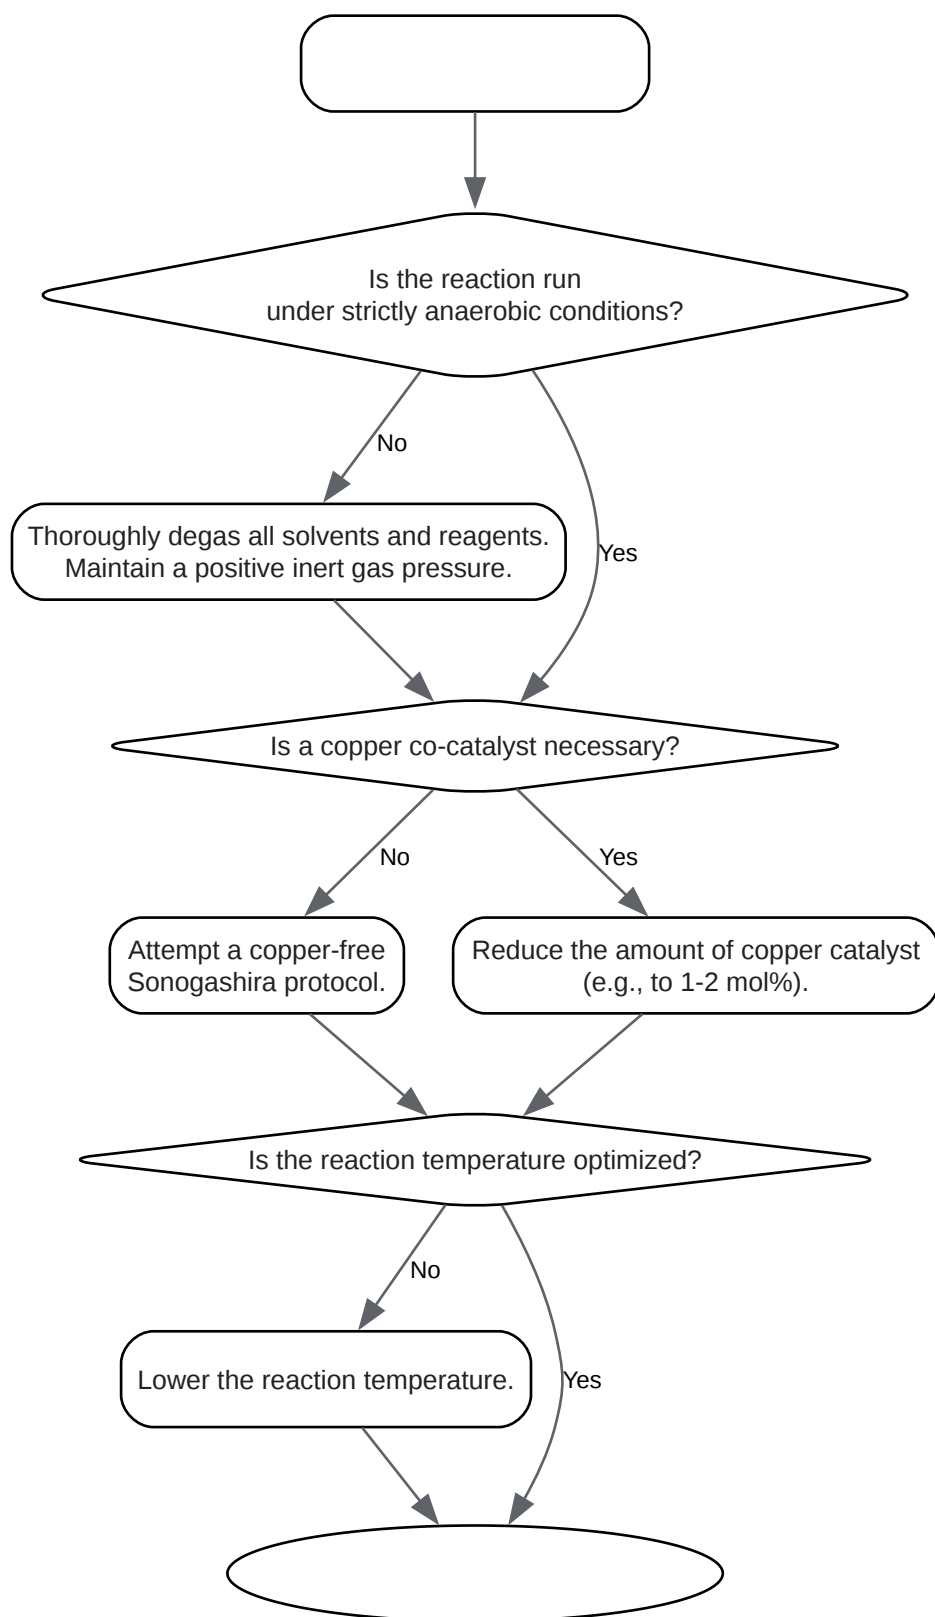 Is the reaction run
under strictly anaerobic conditions?
No
Thoroughly degas all solvents and reagents.
Maintain a positive inert gas pressure.
Yes
Is a copper co-catalyst necessary?
No
Yes
Attempt a copper-free
Sonogashira protocol.
Reduce the amount of copper catalyst
(e.g., to 1-2 mol%).
Is the reaction temperature optimized?
No
Lower the reaction temperature.
Yes